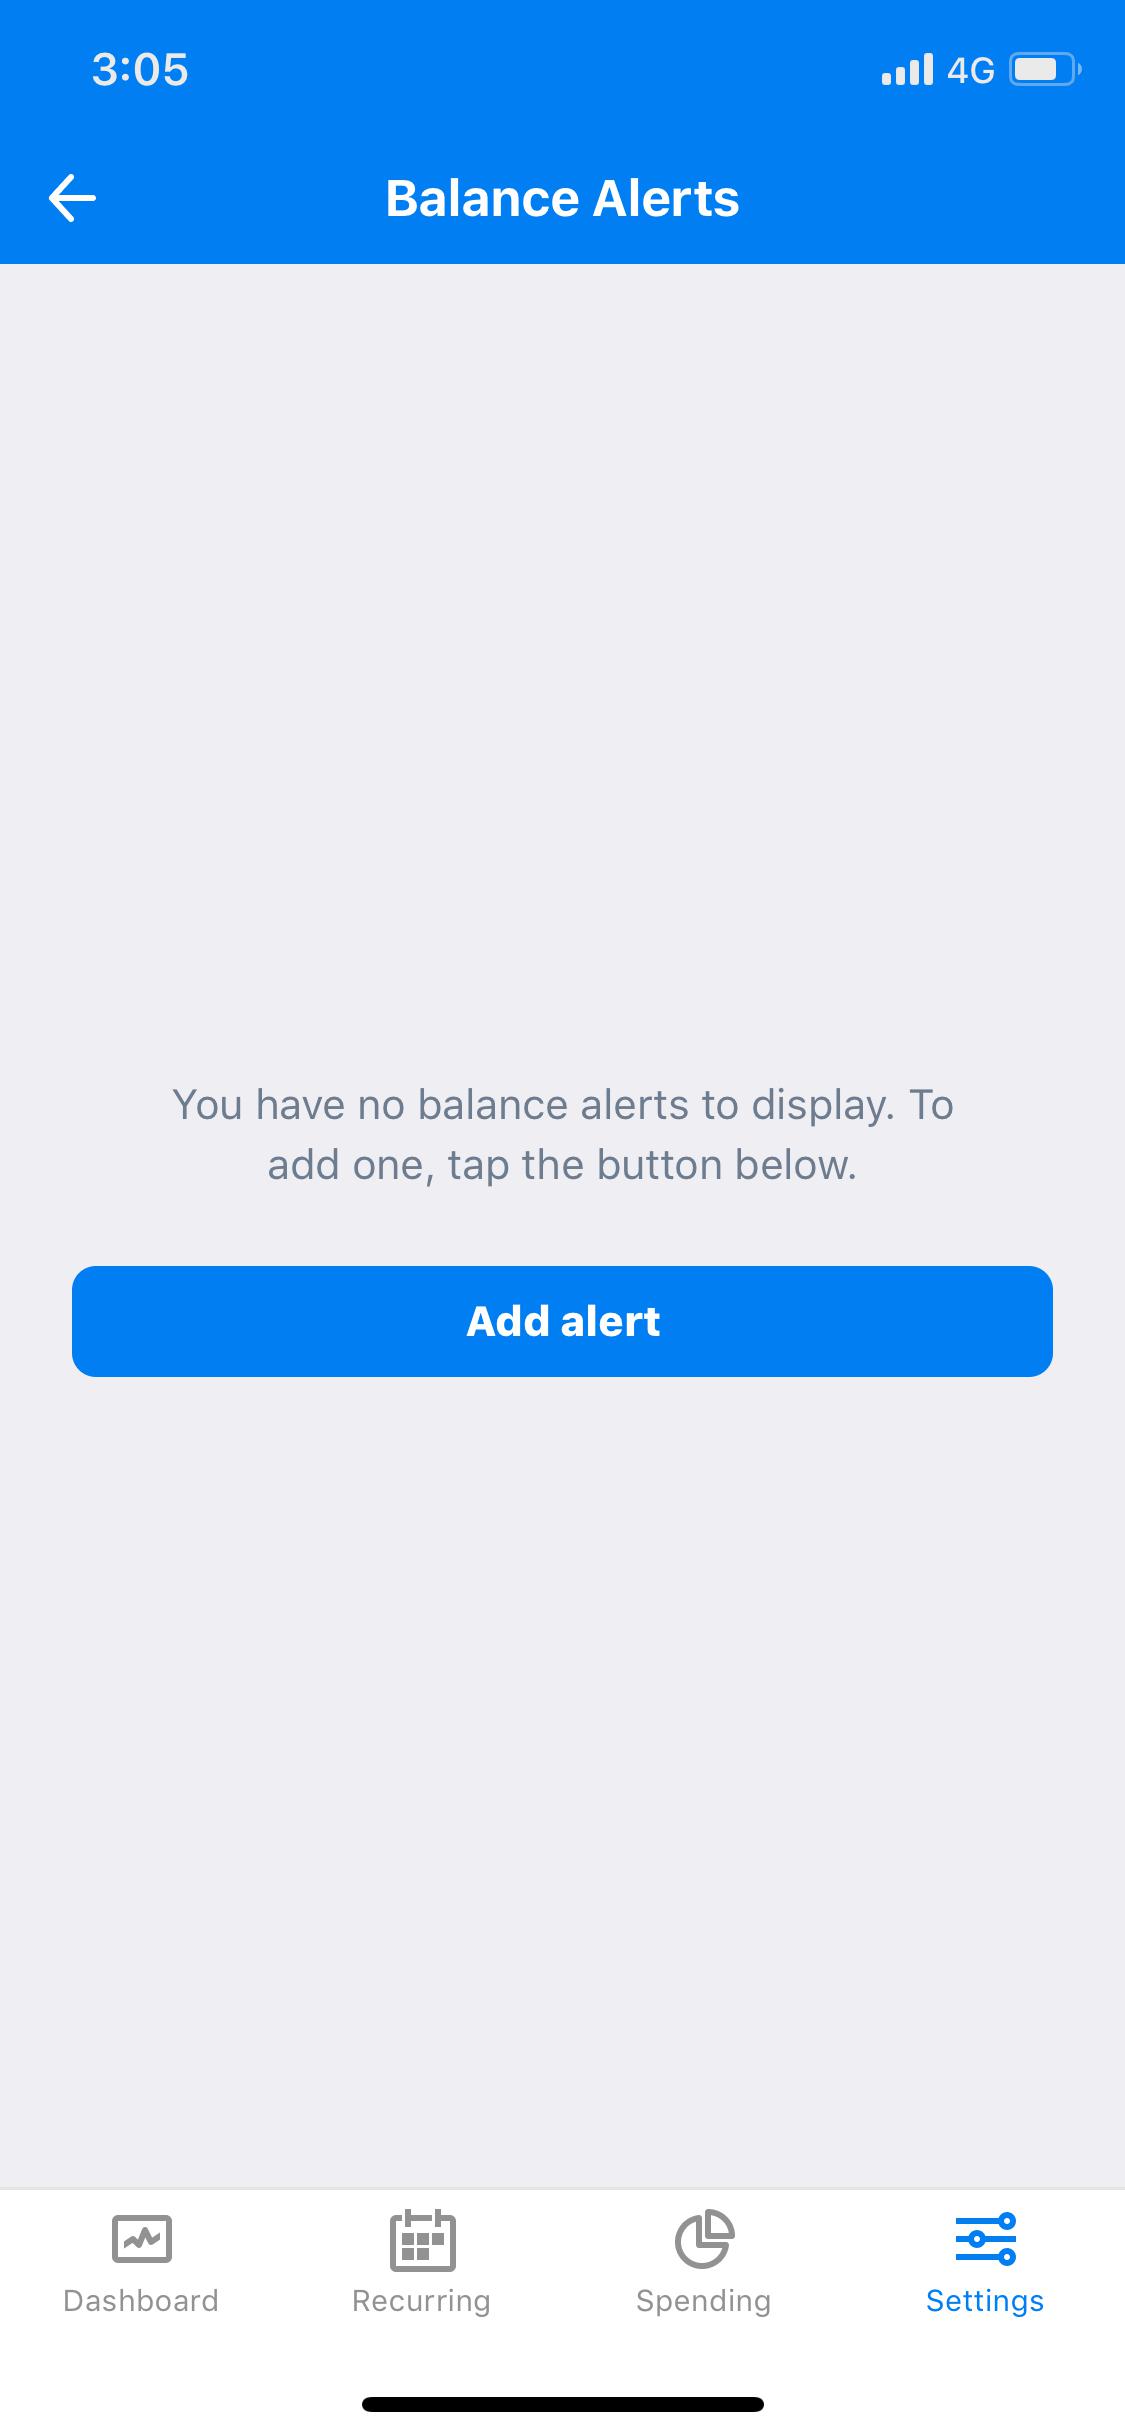 3:05
4G
Balance Alerts
You have no balance alerts to display. To
add one, tap the button below.
Add alert
Dashboard
Recurring
Spending
Settings